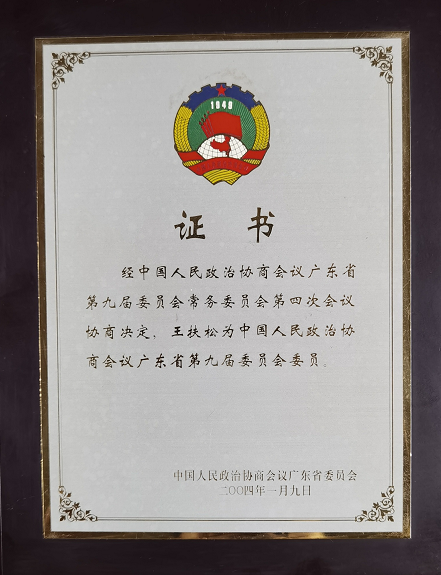 1949
证书
经中国人民政治协商会议广东省
第九届委员会常务委员会第四次会议
协商决定，王扶松为中国人民政治协
商会议广东省第九届委员会委员。
中国人民政治协商会议广东省委员会
二〇〇四年一月九日